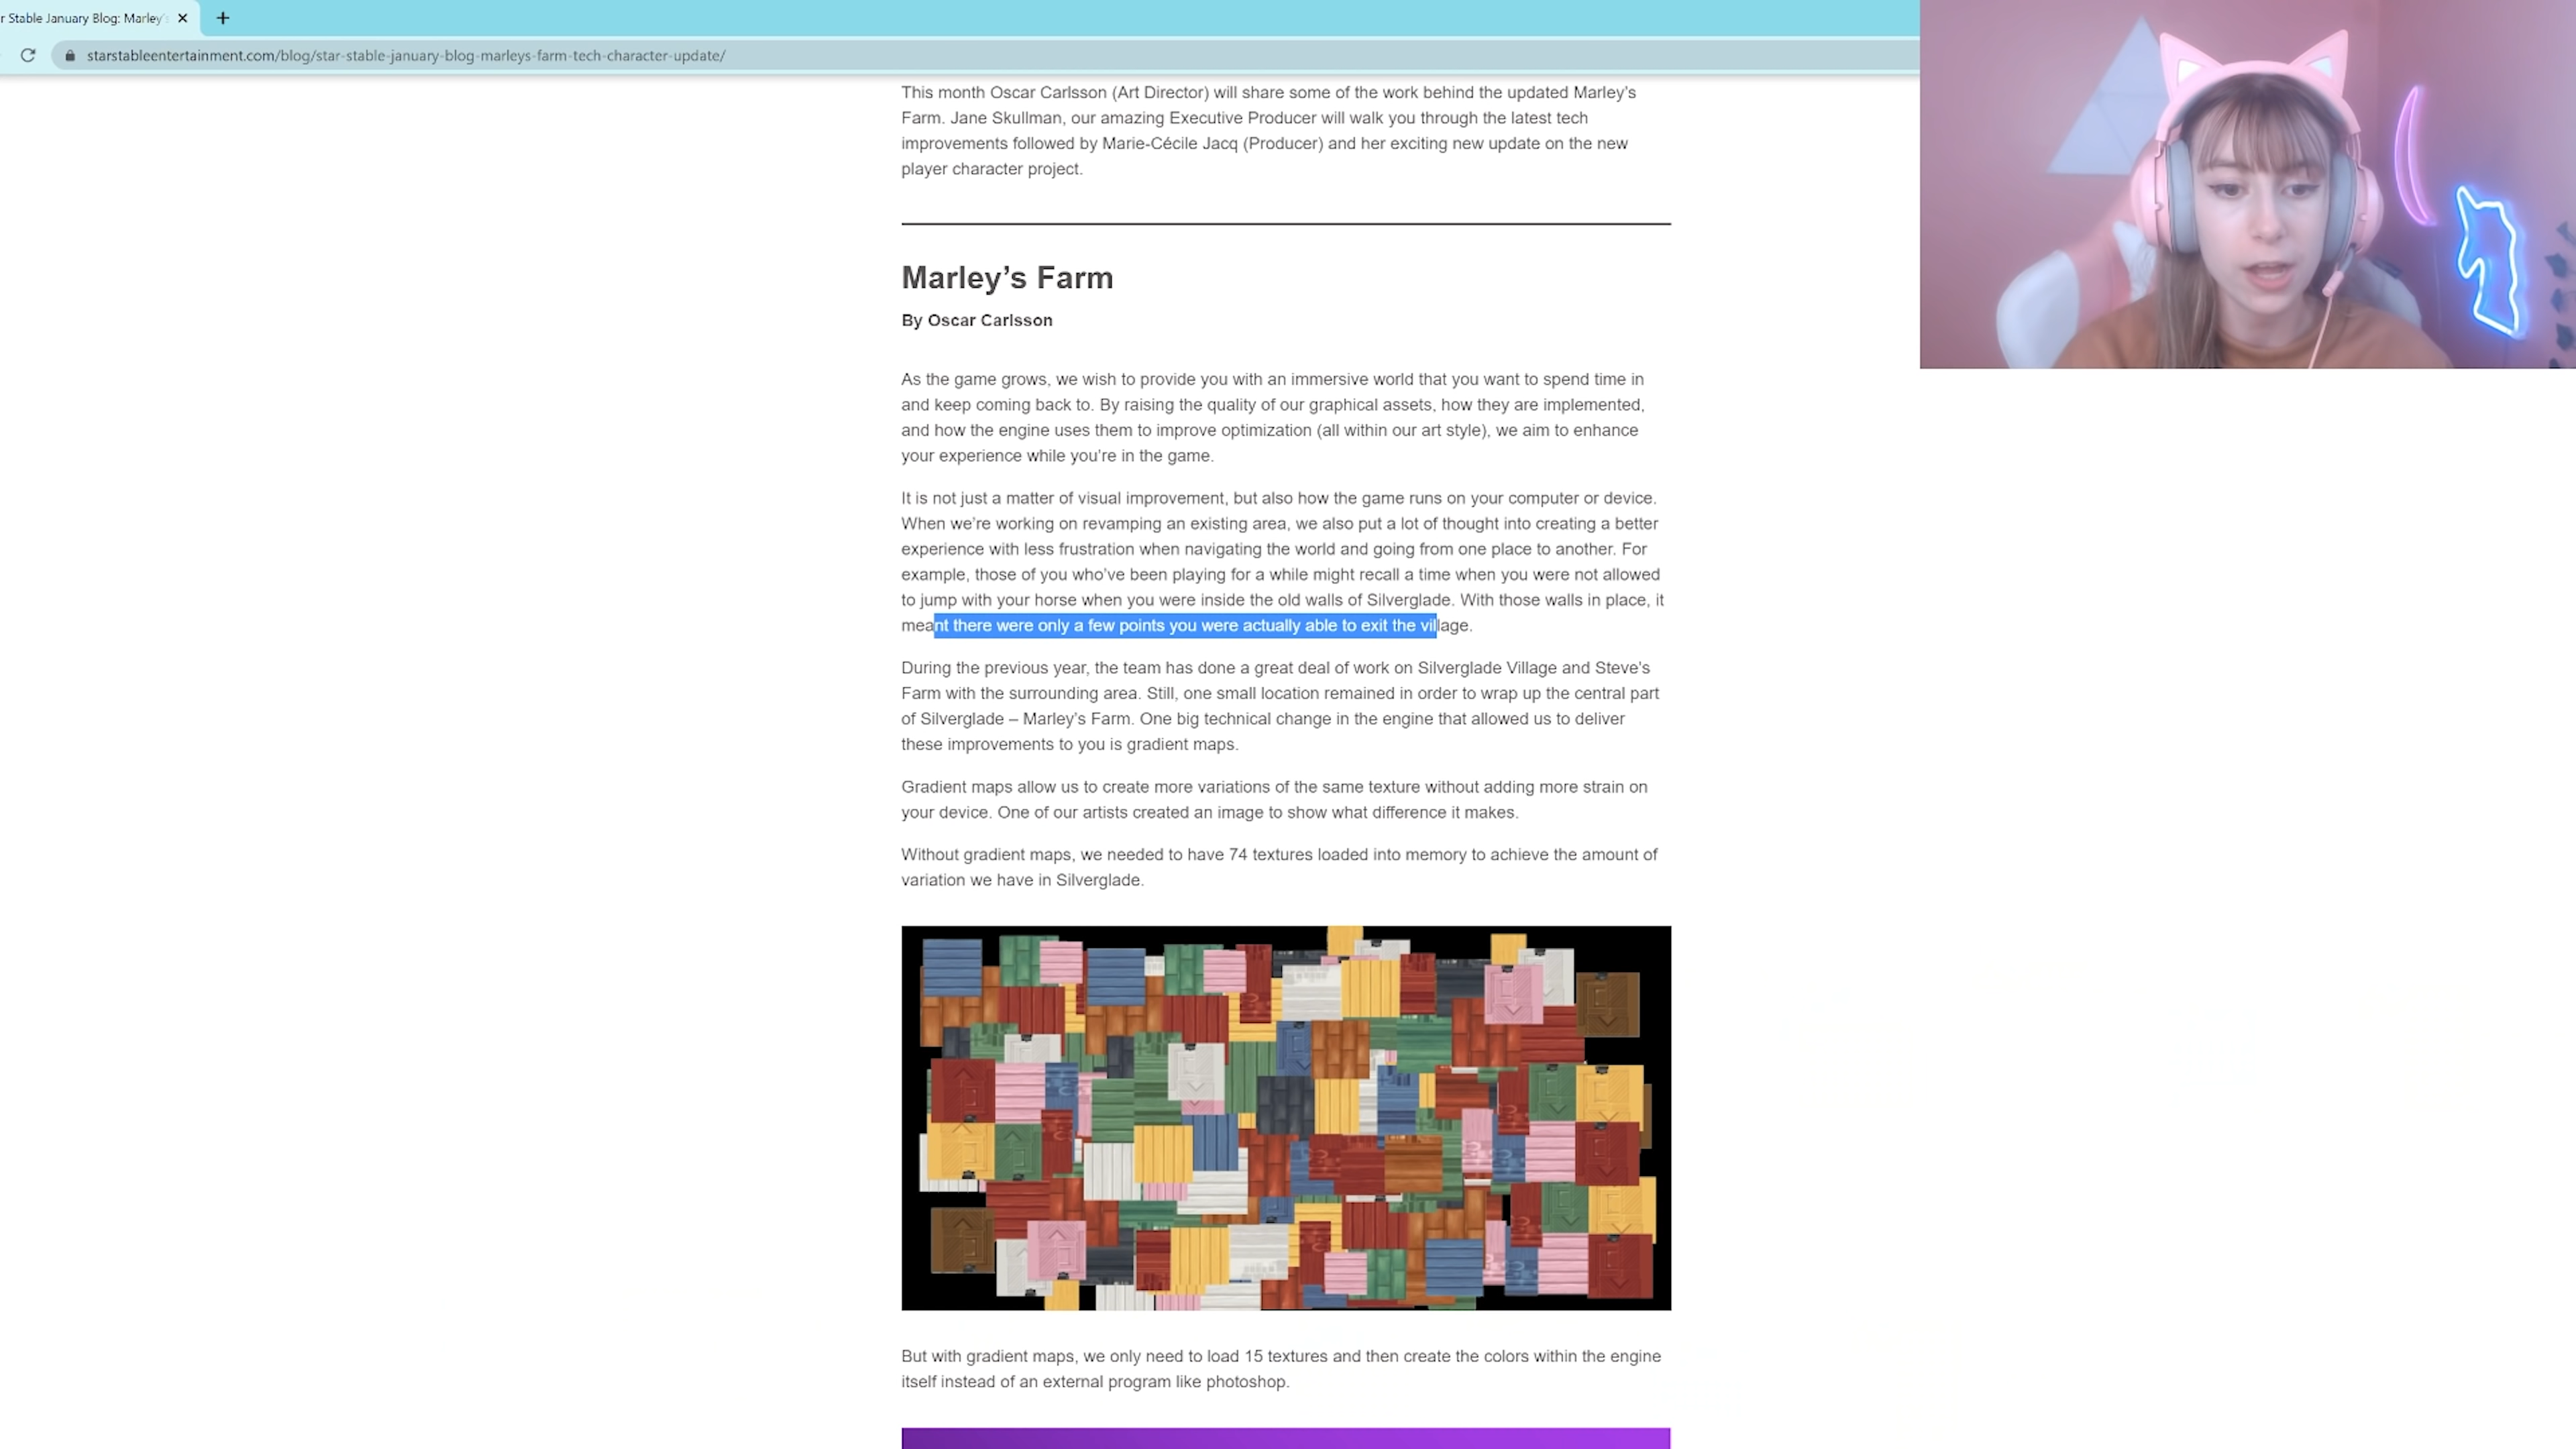 r Stable January Blog: Marley's
starstableentertainment.com/blog/star-stable-january-blog-marleys-farm-tech-character-update/
This month Oscar Carlsson (Art Director) will share some of the work behind the updated Marley’s
Farm. Jane Skullman, our amazing Executive Producer will walk you through the latest tech
improvements followed by Marie-Cécile Jacq (Producer) and her exciting new update on the new
player character project.
Marley’s Farm
By Oscar Carlsson
As the game grows, we wish to provide you with an immersive world that you want to spend time in
and keep coming back to. By raising the quality of our graphical assets, how they are implemented,
and how the engine uses them to improve optimization (all within our art style), we aim to enhance
your experience while you’re in the game.
It is not just a matter of visual improvement, but also how the game runs on your computer or device.
When we’re working on revamping an existing area, we also put a lot of thought into creating a better
experience with less frustration when navigating the world and going from one place to another. For
example, those of you who’ve been playing for a while might recall a time when you were not allowed
to jump with your horse when you were inside the old walls of Silverglade. With those walls in place, it
meant there were only a few points you were actually able to exit the village.
During the previous year, the team has done a great deal of work on Silverglade Village and Steve’s
Farm with the surrounding area. Still, one small location remained in order to wrap up the central part
of Silverglade – Marley’s Farm. One big technical change in the engine that allowed us to deliver
these improvements to you is gradient maps.
Gradient maps allow us to create more variations of the same texture without adding more strain on
your device. One of our artists created an image to show what difference it makes.
Without gradient maps, we needed to have 74 textures loaded into memory to achieve the amount of
variation we have in Silverglade.
But with gradient maps, we only need to load 15 textures and then create the colors within the engine
itself instead of an external program like photoshop.